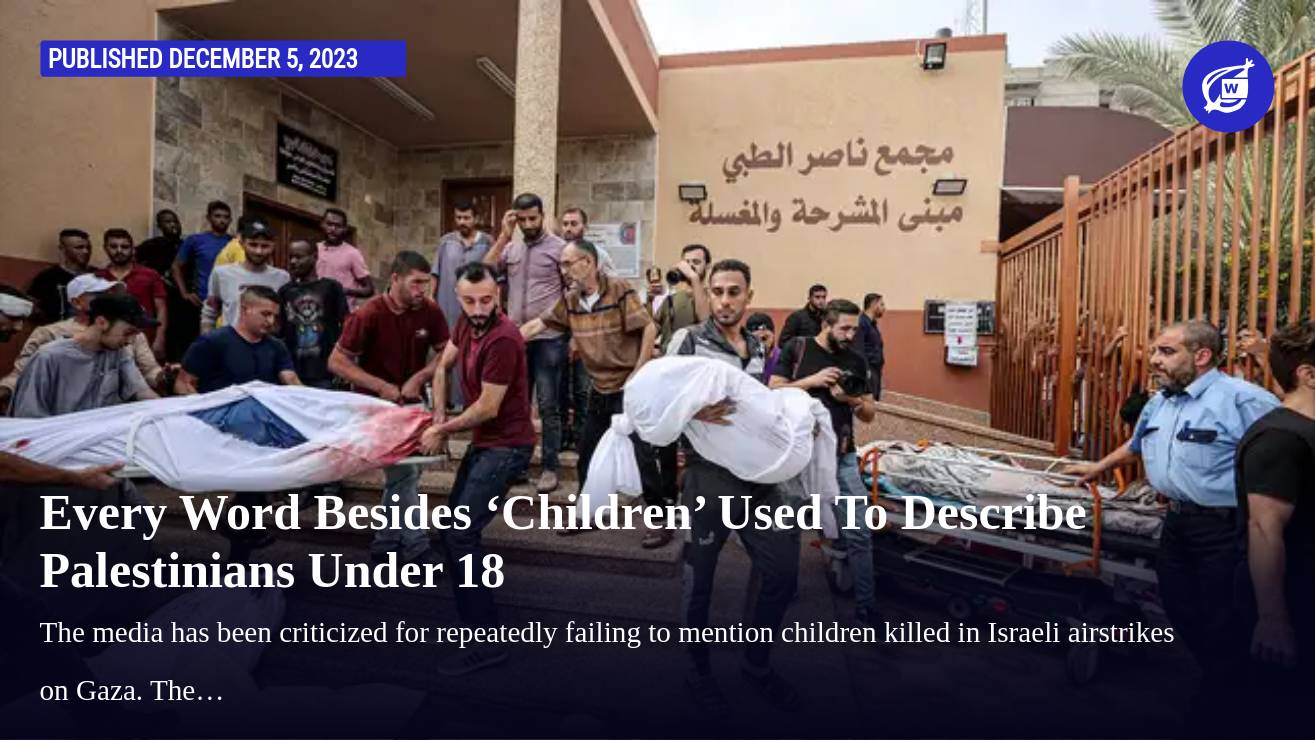 PUBLISHED DECEMBER 5, 2023
W
مجمع ناصر الطبي
مبنى المشرحة والمغسلة
Every Word Besides ‘Children’ Used To Describe
Palestinians Under 18
The media has been criticized for repeatedly failing to mention children killed in Israeli airstrikes
on Gaza. The…